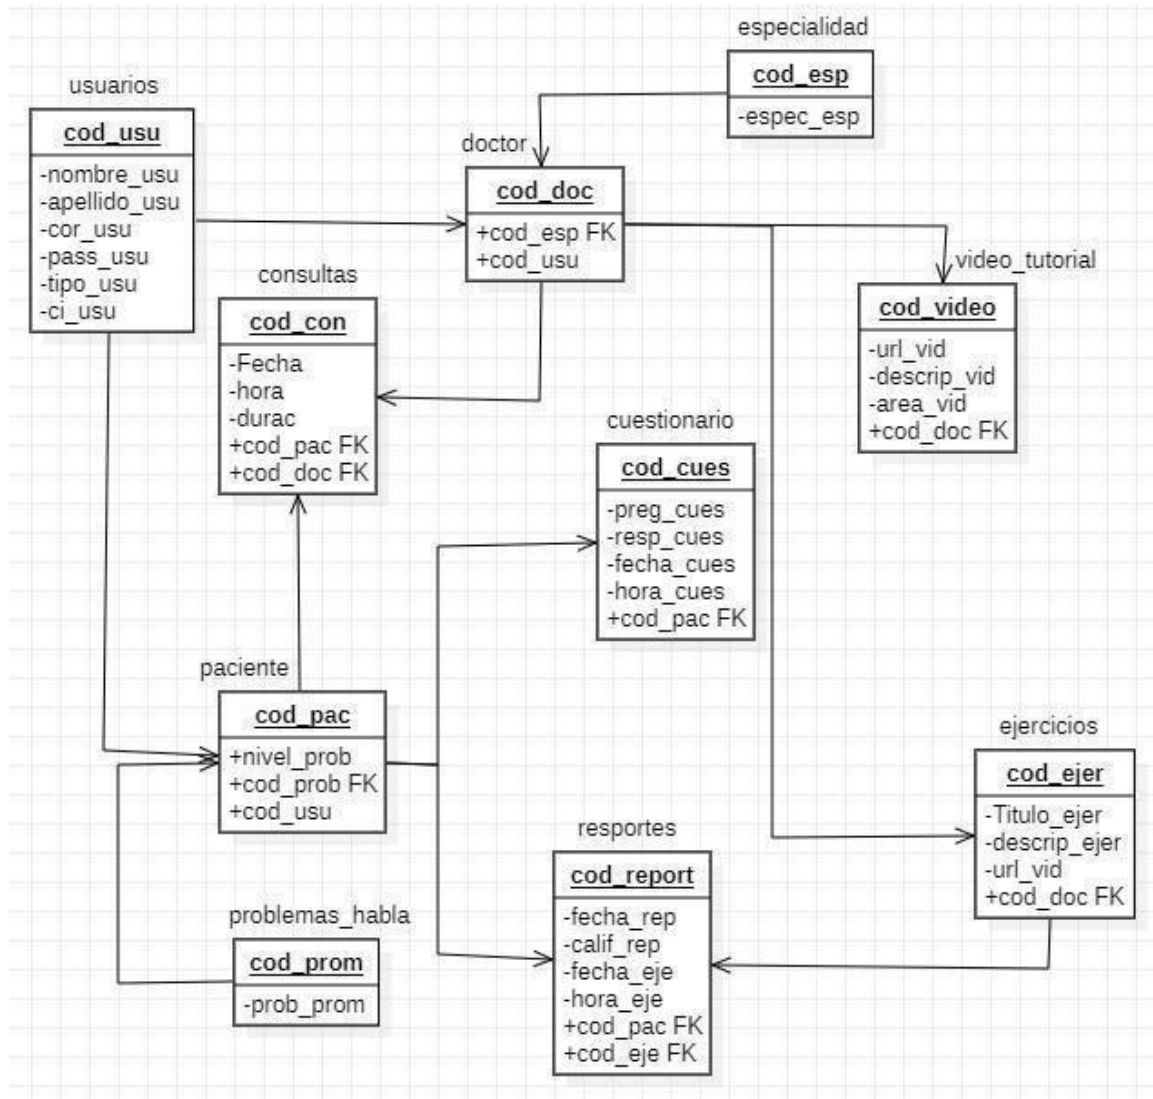 especialidad
cod_esp
-espec_esp
usuarios
cod_usu
-nombre_usu
-apellido_usu
-cor_usu
-pass_usu
-tipo_usu
-ci_usu
doctor
cod_doc
+cod_esp FK
+cod_usu
consultas
cod_con
-Fecha
-hora
-durac
+cod_pac FK
+cod_doc FK
video_tutorial
cod_video
-url_vid
-descrip_vid
-area_vid
+cod_doc FK
cuestionario
cod_cues
-preg_cues
-resp_cues
-fecha_cues
-hora_cues
+cod_pac FK
paciente
cod_pac
+nivel_prob
+cod_prob FK
+cod_usu
ejercicios
cod_ejer
-Titulo_ejer
-descrip_ejer
-url_vid
+cod_doc FK
resportes
cod_report
-fecha_rep
-calif_rep
-fecha_eje
-hora_eje
+cod_pac FK
+cod_eje FK
problemas_habla
cod_prom
-prob_prom